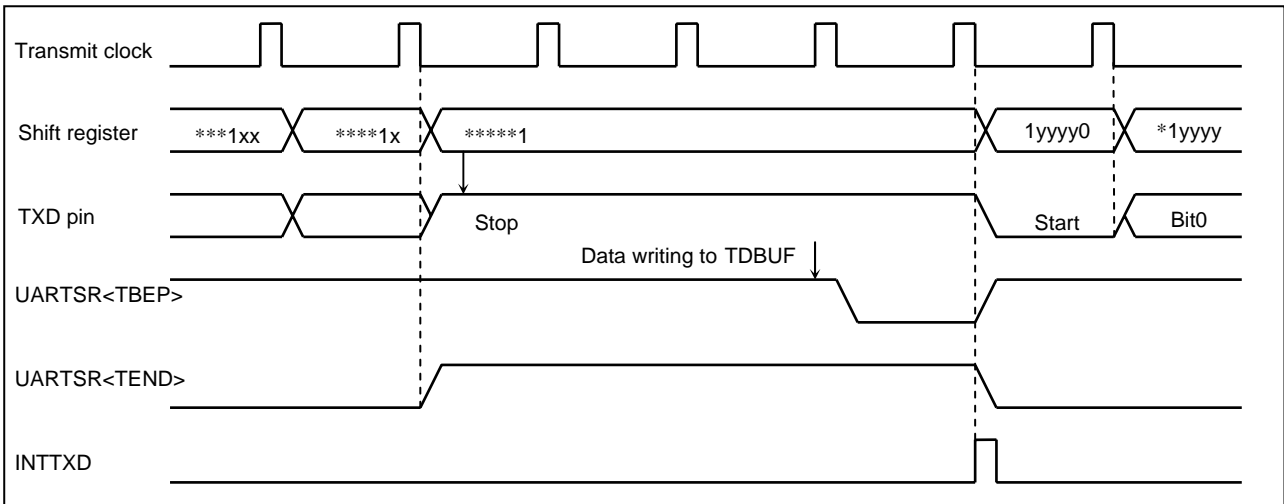 Transmit clock
Shift register
***1xx
****1x
*****1
1yyyy0
*1yyyy
TXD pin
Stop
Start
Bit0
Data writing to TDBUF
UARTSR<TBEP>
UARTSR<TEND>
INTTXD